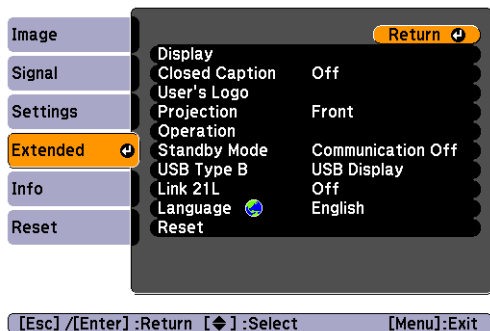 Image
Signal
Settings
Extended
Info
Reset
Return
Display
Closed Caption Off
User's Logo
Projection Front
Operation
Standby Mode Communication Off
USB Type B USB Display
Link 21L Off
Language English
Reset
[Esc] /[Enter] :Return [◆] :Select [Menu]:Exit